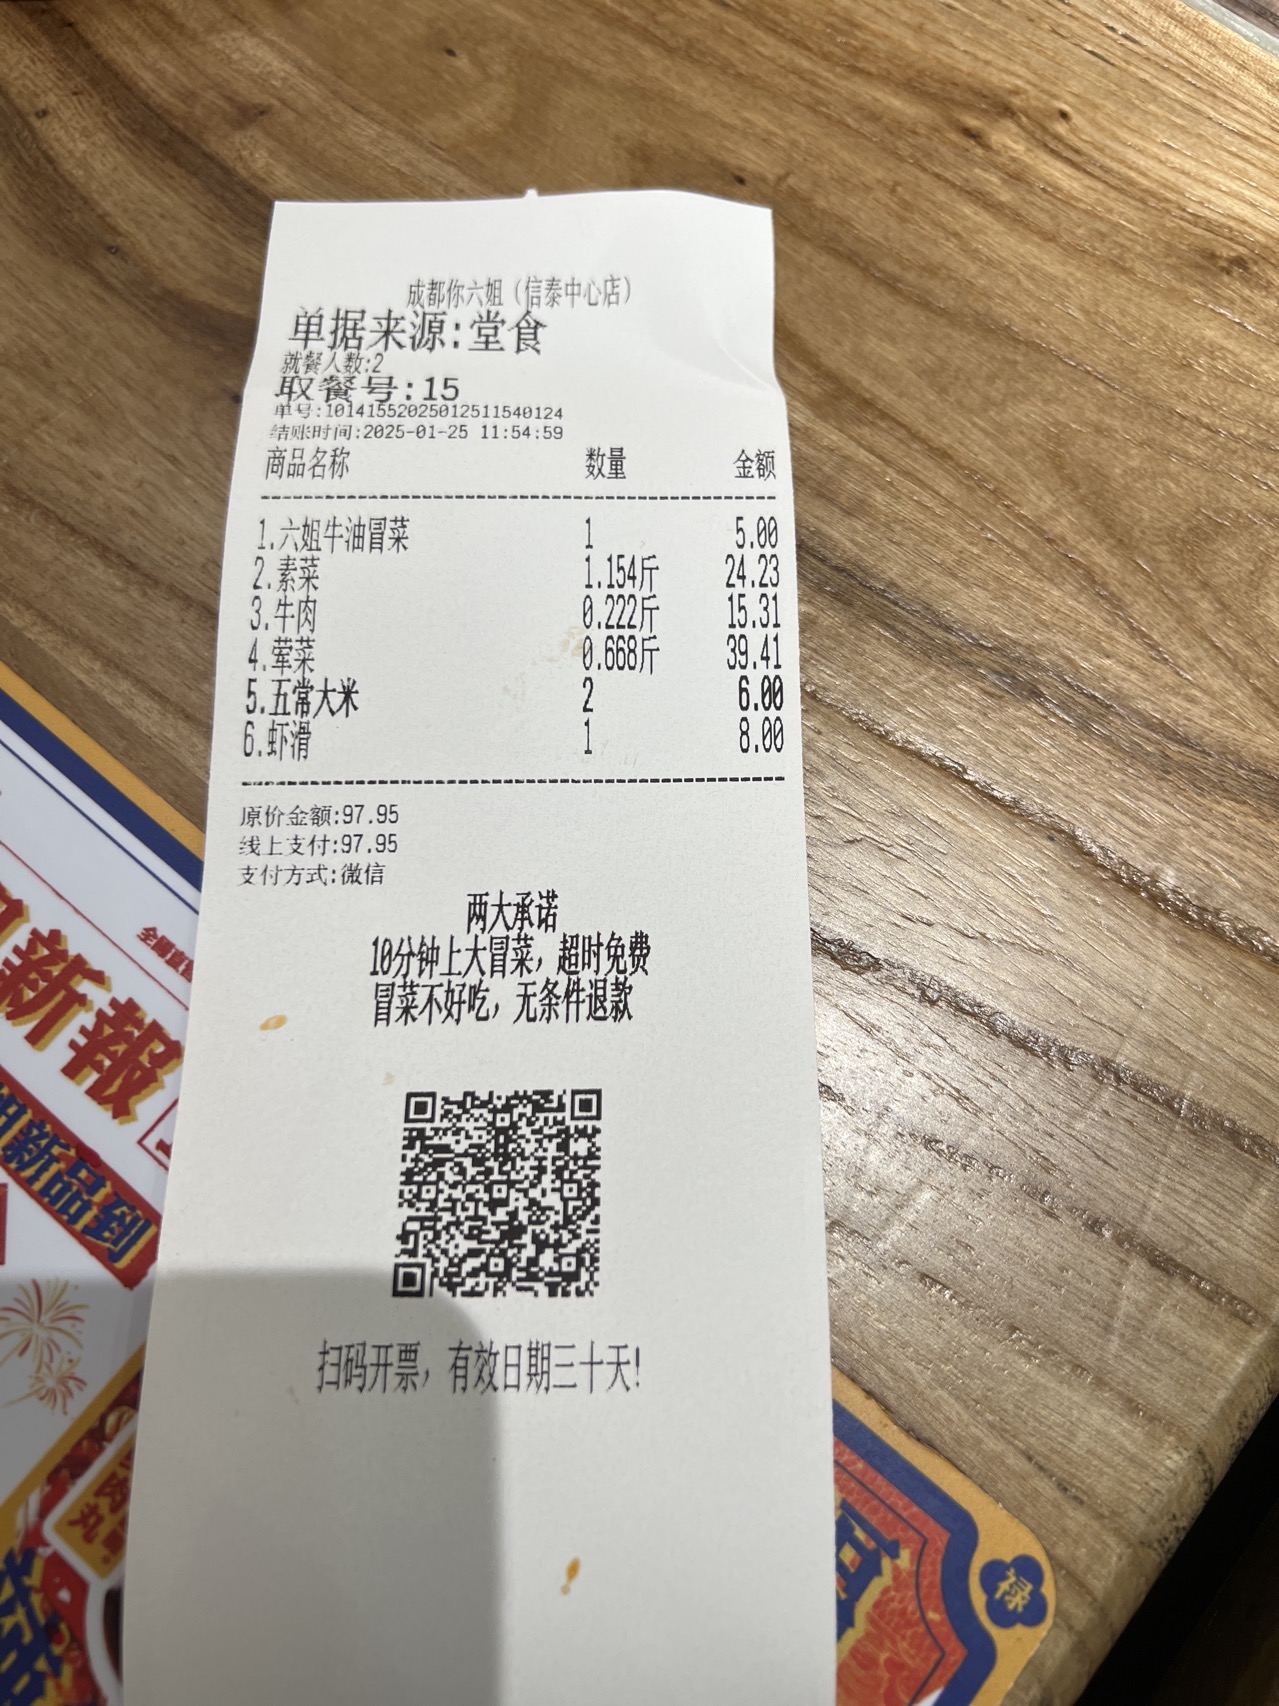 成都你六姐（信泰中心店）
单据来源:堂食
就餐人数:2
取餐号:15
单号:10141552025012511540124
结账时间:2025-01-25 11:54:59
商品名称 数量 金额
1.六姐牛油冒菜 1 5.00
2.素菜 1.154斤 24.23
3.牛肉 0.222斤 15.31
4.荤菜 0.668斤 39.41
5.五常大米 2 6.00
6.虾滑 1 8.00
原价金额:97.95
线上支付:97.95
支付方式:微信
两大承诺
10分钟上大冒菜，超时免费
冒菜不好吃，无条件退款
扫码开票，有效日期三十天!
新報
新品到
肉丸
禄